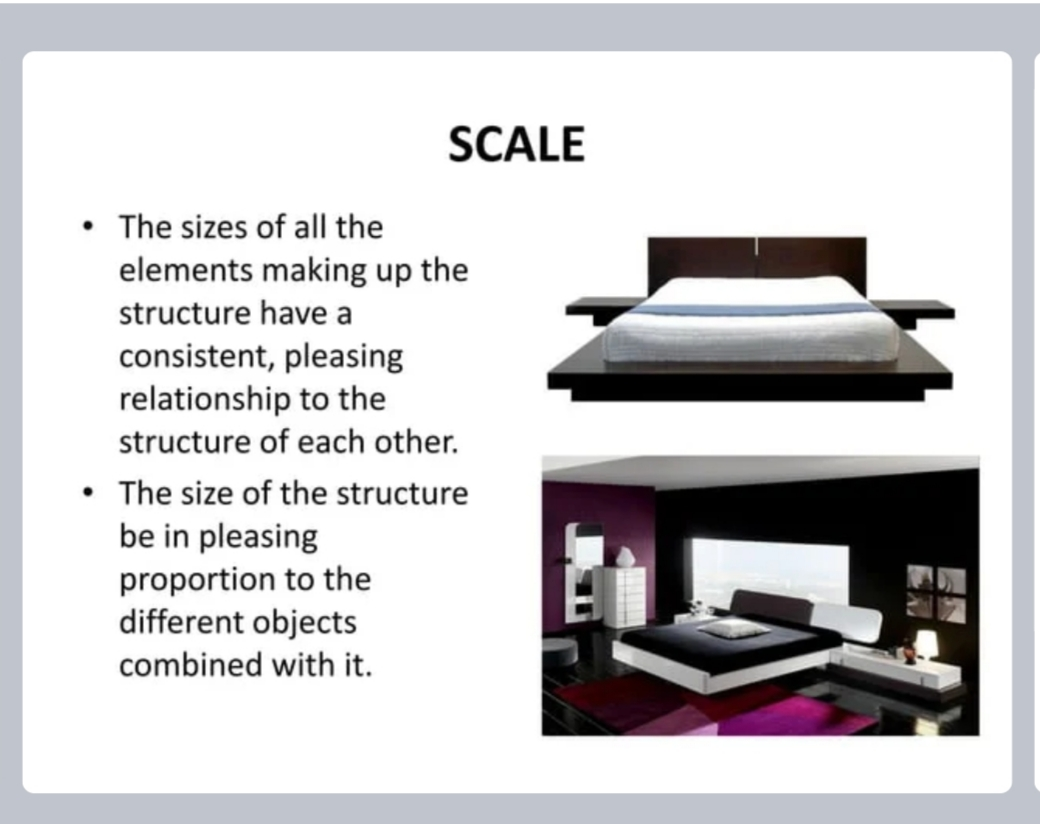 SCALE
• The sizes of all the
elements making up the
structure have a
consistent, pleasing
relationship to the
structure of each other.
• The size of the structure
be in pleasing
proportion to the
different objects
combined with it.